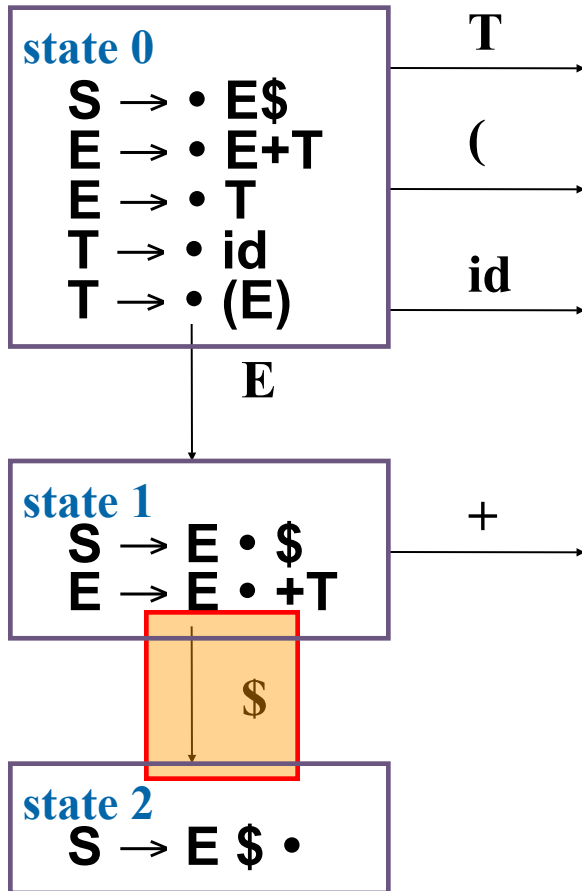 state 0
T
S → • E$
E → • E+T
(
E → • T
T → • id
id
T → • (E)
E
state 1
+
S → E • $
E → E • +T
$
state 2
S → E $ •